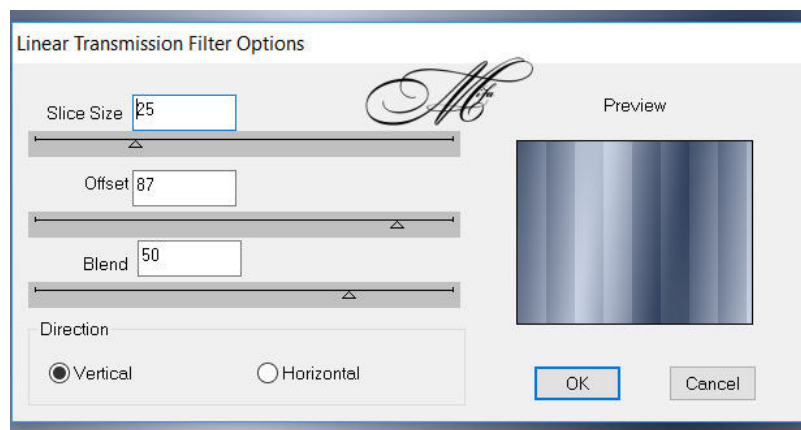 Linear Transmission Filter Options
Slice Size 25
Preview
Offset 87
Blend 50
Direction
Vertical Horizontal
OK Cancel